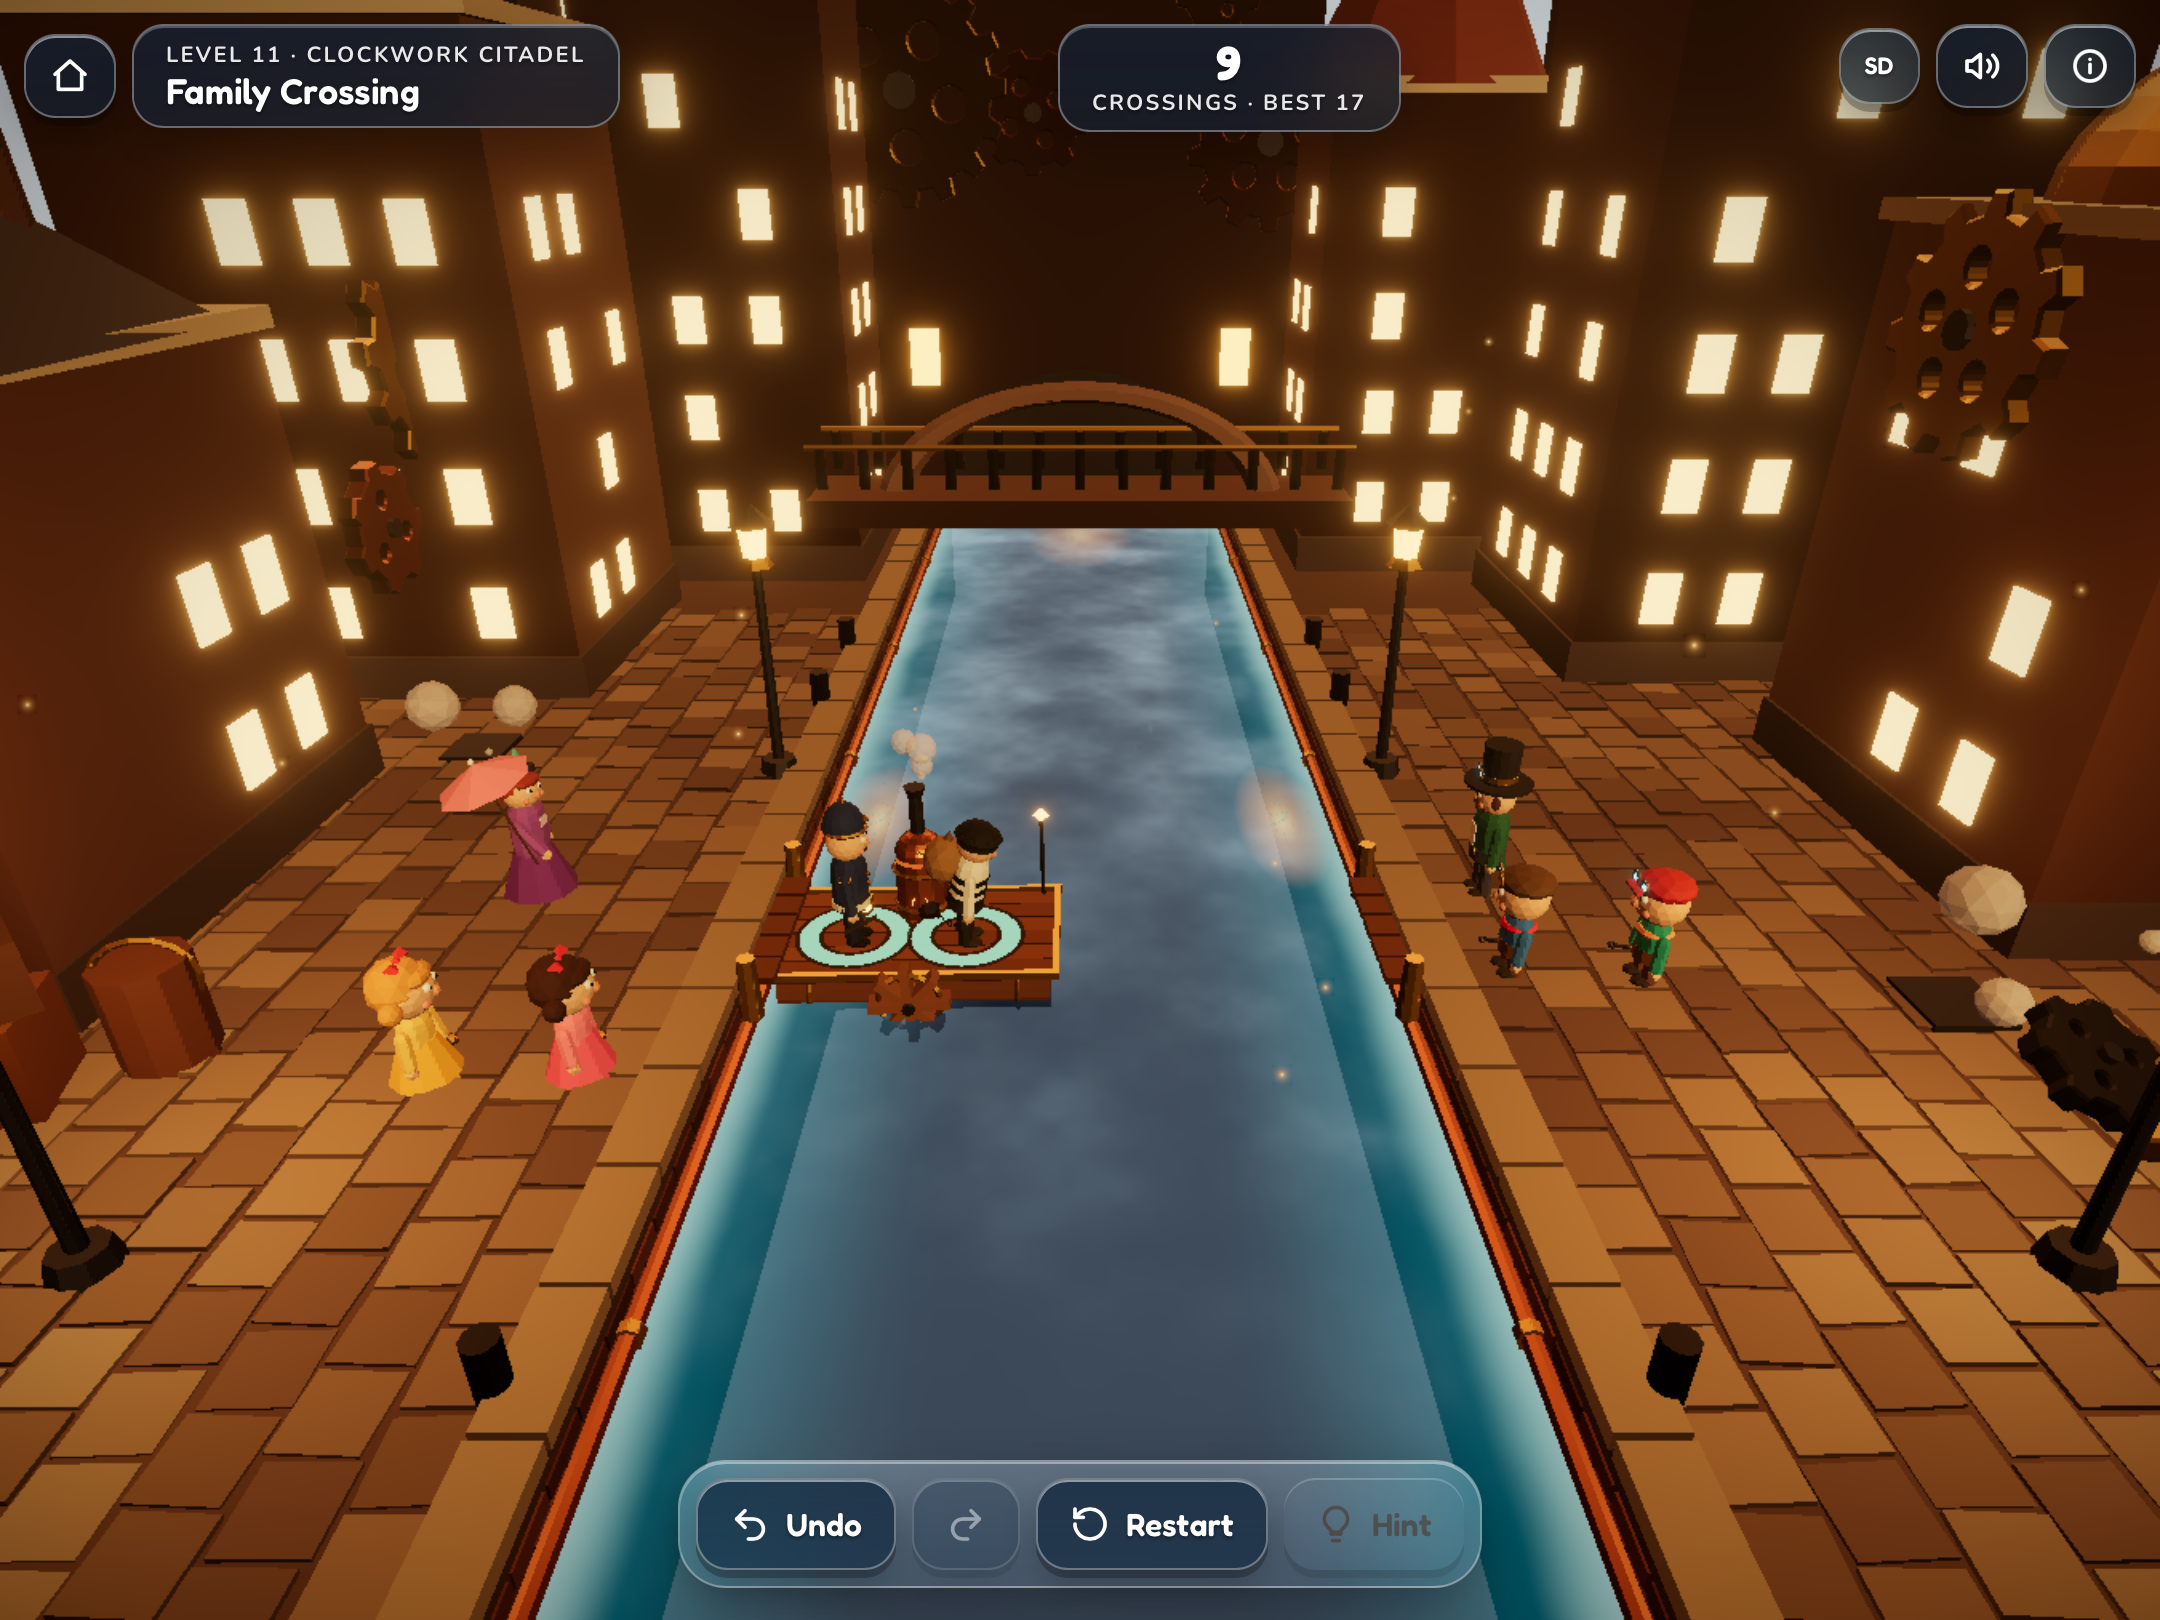 LEVEL 11 · CLOCKWORK CITADEL
Family Crossing
9
CROSSINGS · BEST 17
SD
Undo
Restart
Hint